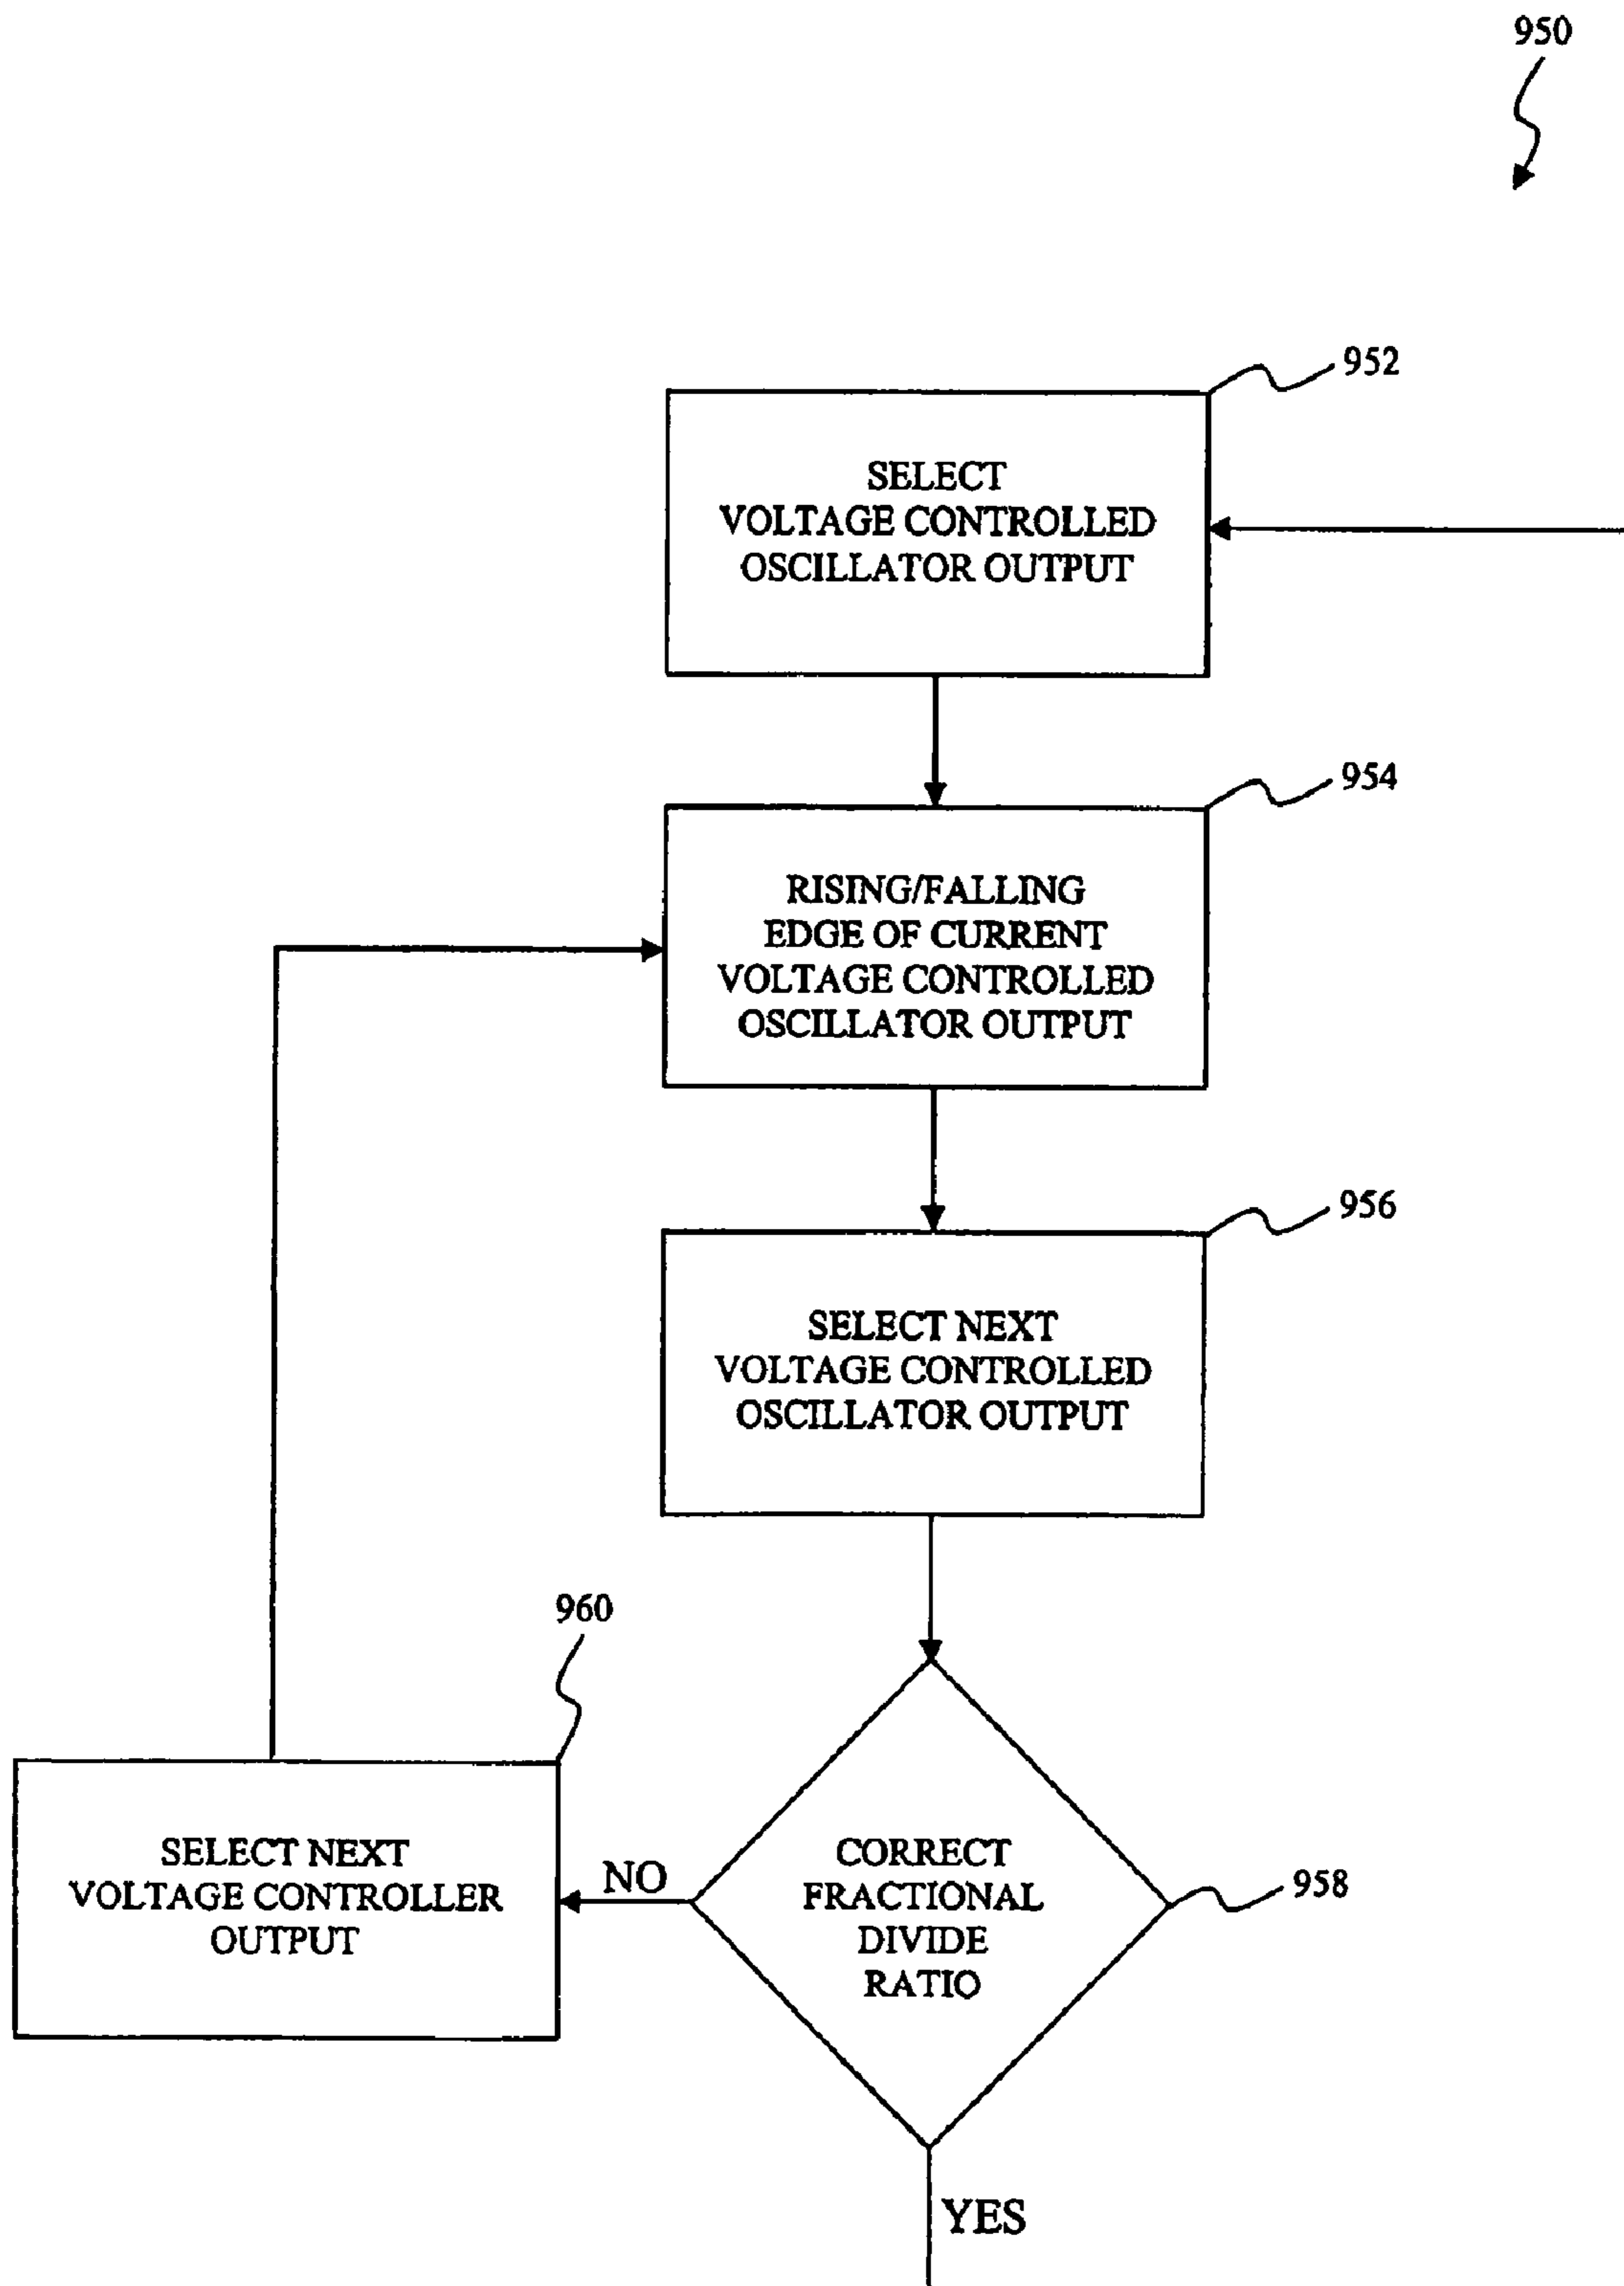 950
952
SELECT
VOLTAGE CONTROLLED
OSCILLATOR OUTPUT
954
RISING/FALLING
EDGE OF CURRENT
VOLTAGE CONTROLLED
OSCILLATOR OUTPUT
956
SELECT NEXT
VOLTAGE CONTROLLED
OSCILLATOR OUTPUT
960
SELECT NEXT
VOLTAGE CONTROLLER
OUTPUT
NO
CORRECT
FRACTIONAL
DIVIDE
RATIO
958
YES